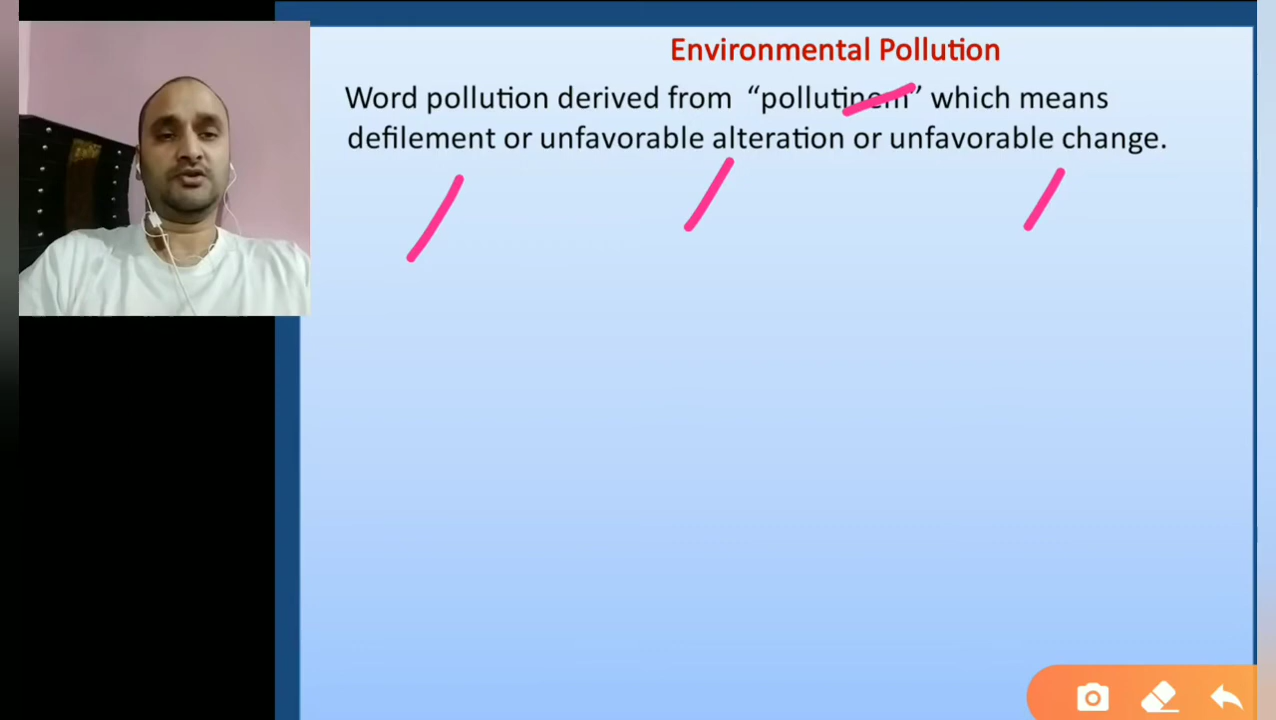 Environmental Pollution
Word pollution derived from “pollutinem” which means
defilement or unfavorable alteration or unfavorable change.